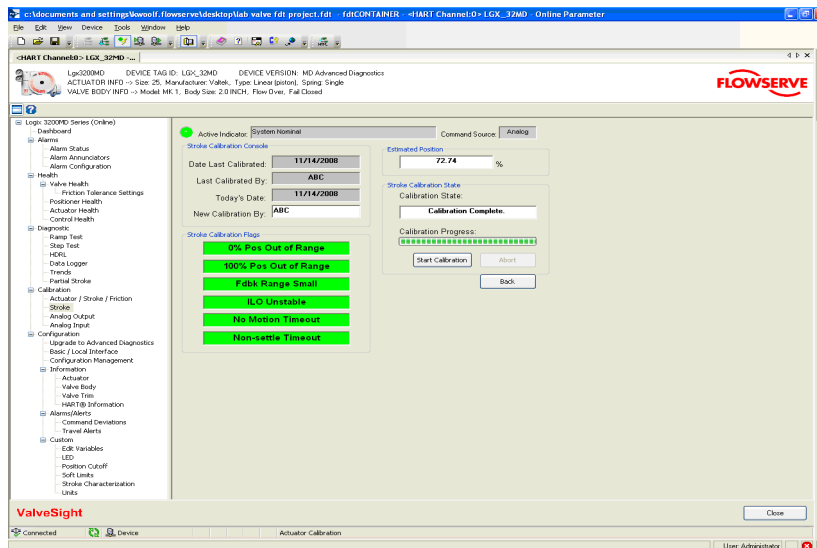 c:\documents and settings\kwoolf.flowserve\desktop\lab valve fdt project.fdt - fdtCONTAINER - <HART Channel:0> LGX_32MD - Online Parameter
File Edit View Device Tools Window Help
<HART Channel:0> LGX_32MD -...
Lgx3200MD DEVICE TAG ID: LGX_32MD DEVICE VERSION: MD Advanced Diagnostics
ACTUATOR INFO --> Size: 25, Manufacturer: Valtek, Type: Linear (piston), Spring: Single
VALVE BODY INFO --> Model: MK 1, Body Size: 2.0 INCH, Flow Over, Fail Closed
FLOWSERVE
Logix 3200MD Series (Online)
Dashboard
Alarms
Alarm Status
Alarm Annunciators
Alarm Configuration
Health
Valve Health
Friction Tolerance Settings
Positioner Health
Actuator Health
Control Health
Diagnostic
Ramp Test
Step Test
HDRL
Data Logger
Trends
Partial Stroke
Calibration
Actuator / Stroke / Friction
Stroke
Analog Output
Analog Input
Configuration
Upgrade to Advanced Diagnostics
Basic / Local Interface
Configuration Management
Information
Actuator
Valve Body
Valve Trim
HART® Information
Alarms/Alerts
Command Deviations
Travel Alerts
Custom
Edit Variables
LED
Position Cutoff
Soft Limits
Stroke Characterization
Units
Active Indicator: System Nominal
Command Source: Analog
Stroke Calibration Console
Date Last Calibrated: 11/14/2008
Last Calibrated By: ABC
Today's Date: 11/14/2008
New Calibration By: ABC
Stroke Calibration Flags
0% Pos Out of Range
100% Pos Out of Range
Fdbk Range Small
ILO Unstable
No Motion Timeout
Non-settle Timeout
Estimated Position
72.74 %
Stroke Calibration State
Calibration State:
Calibration Complete.
Calibration Progress:
Start Calibration Abort
Back
ValveSight
Close
Connected Device Actuator Calibration
User: Administrator